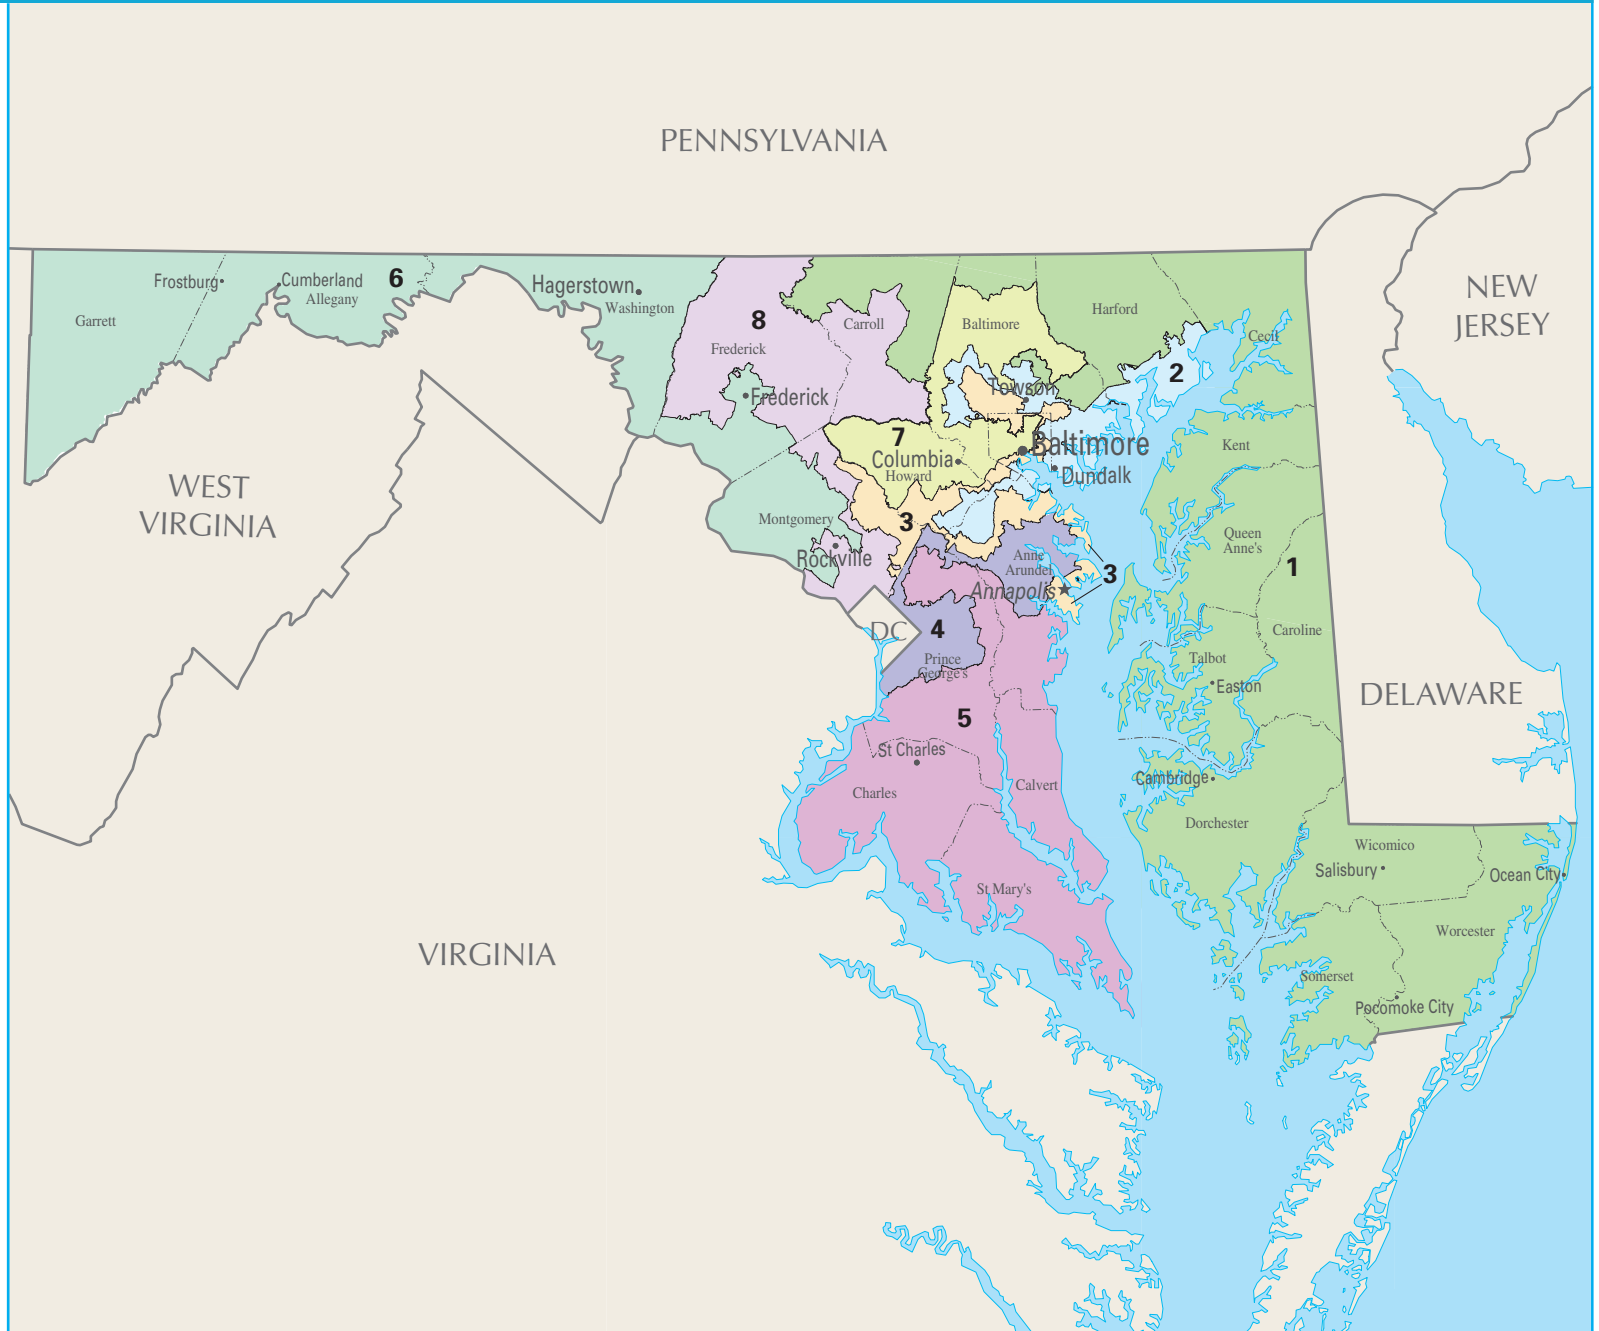 PENNSYLVANIA
NEW
JERSEY
Frostburg
Cumberland
Allegany
6
Hagerstown
Washington
Garrett
8
Frederick
Frederick
Carroll
Baltimore
Harford
Cecil
2
Towson
7
Columbia
Howard
Baltimore
Dundalk
Kent
WEST
VIRGINIA
Montgomery
Rockville
3
Anne
Arundel
Annapolis
3
Queen
Anne's
1
DC
4
Prince
George's
Caroline
Talbot
Easton
DELAWARE
5
St Charles
Charles
Calvert
Cambridge
Dorchester
Wicomico
Salisbury
Ocean City
St Mary's
VIRGINIA
Worcester
Somerset
Pocomoke City